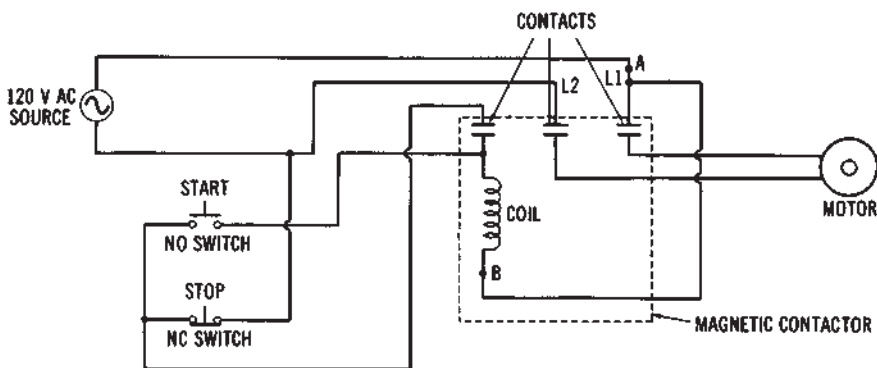 CONTACTS
A
L1
L2
120 V AC
SOURCE
START
NO SWITCH
COIL
MOTOR
B
STOP
NC SWITCH
MAGNETIC CONTACTOR